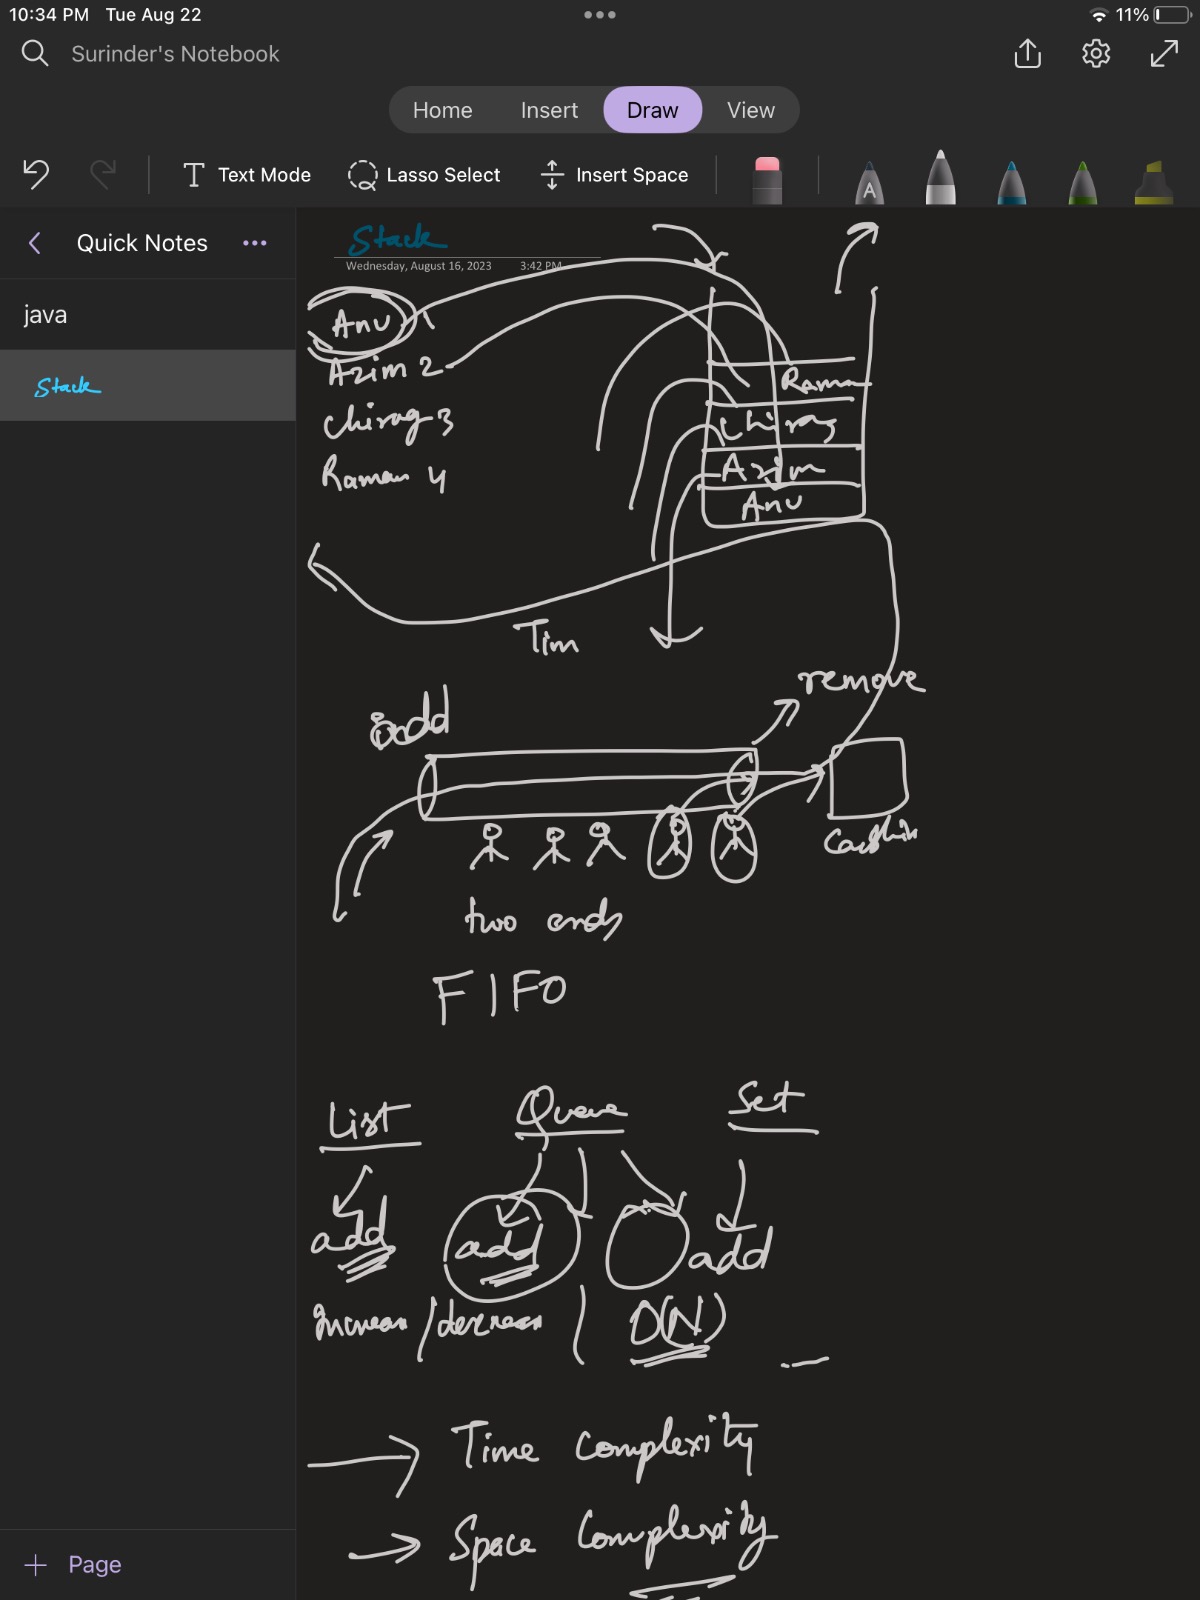 10:34 PM Tue Aug 22
11%
Surinder's Notebook
Home Insert Draw View
Text Mode Lasso Select Insert Space
A
Quick Notes
java
Stack
Page
Stack
Wednesday, August 16, 2023 3:42 PM
Anu 1
Azim 2
Chirag 3
Raman 4
Raman
Chirag
Azim
Anu
Tim
remove
add
two ends
FIFO
List Queue Set
add add add
O(N)
Time Complexity
Space Complexity